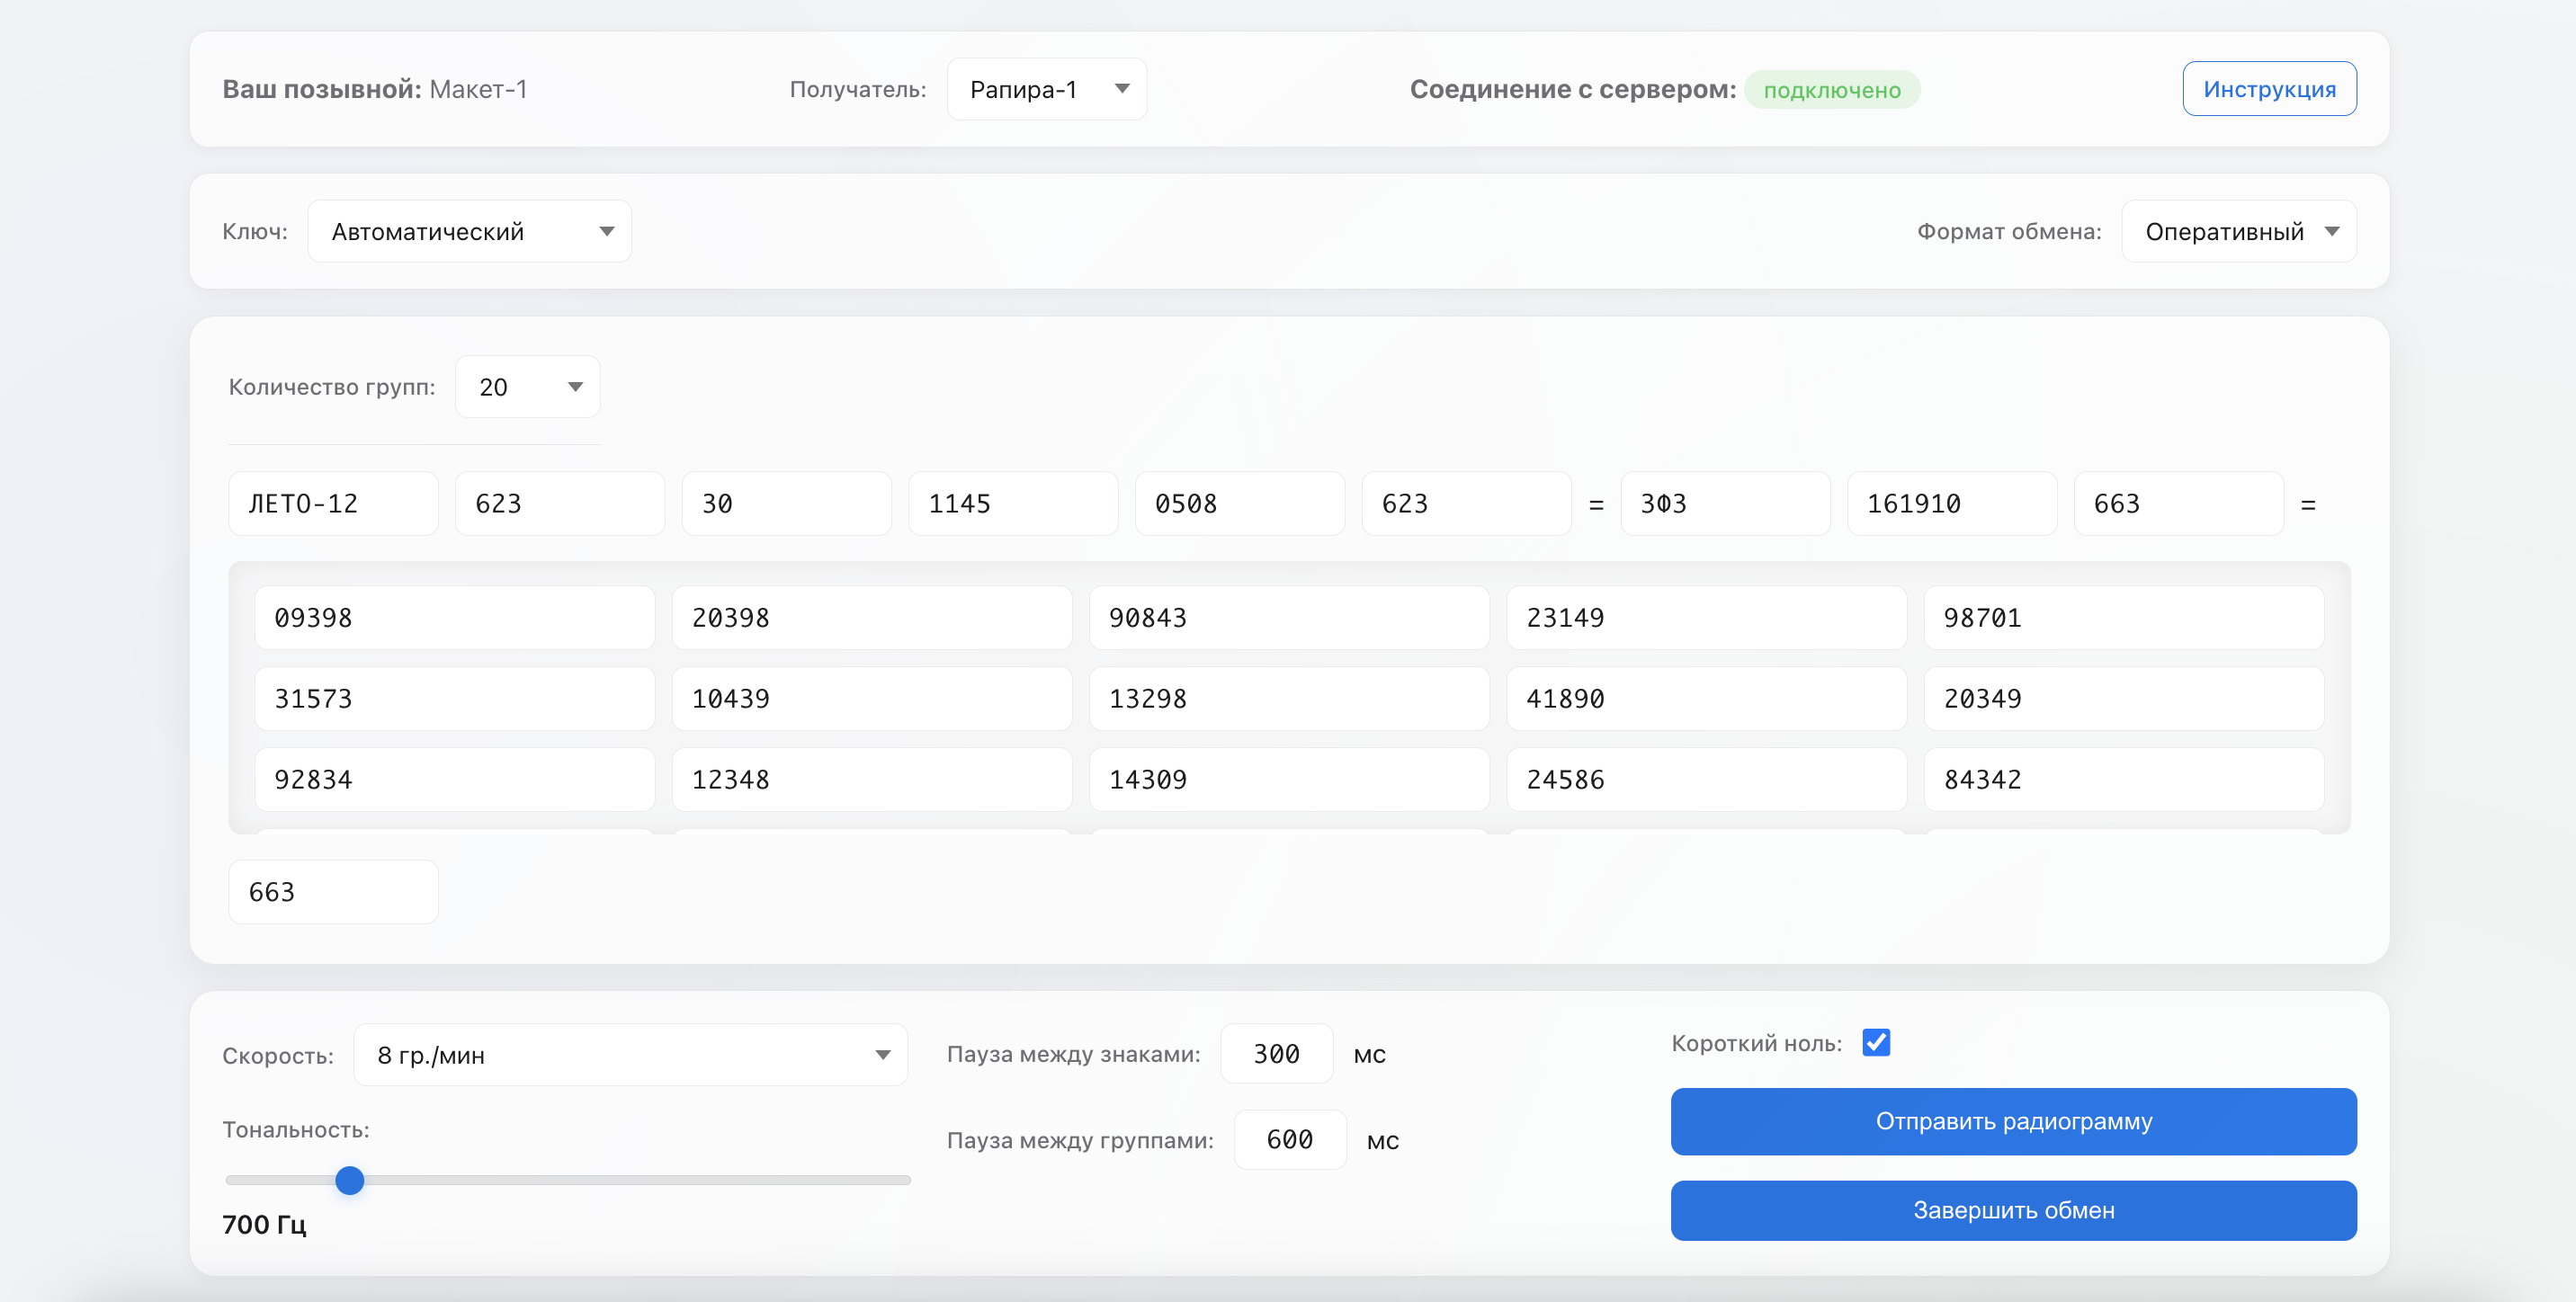 Ваш позывной: Макет-1 Получатель: Рапира-1 Соединение с сервером: подключено Инструкция
Ключ: Автоматический Формат обмена: Оперативный
Количество групп: 20
ЛЕТО-12 623 30 1145 0508 623 = ЗФЗ 161910 663 =
09398 20398 90843 23149 98701
31573 10439 13298 41890 20349
92834 12348 14309 24586 84342
663
Скорость: 8 гр./мин Пауза между знаками: 300 мс Короткий ноль:
Тональность: Пауза между группами: 600 мс Отправить радиограмму
700 Гц Завершить обмен